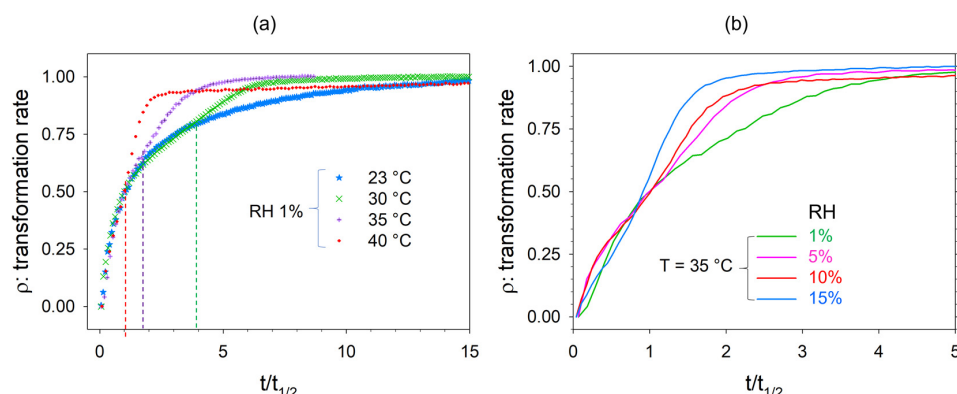 (a)
ρ: transformation rate
1.00
0.75
0.50
0.25
0.00
RH 1%
23 °C
30 °C
35 °C
40 °C
0
5
10
15
t/t1/2
(b)
ρ: transformation rate
1.00
0.75
0.50
0.25
0.00
RH
T = 35 °C
1%
5%
10%
15%
0
1
2
3
4
5
t/t1/2